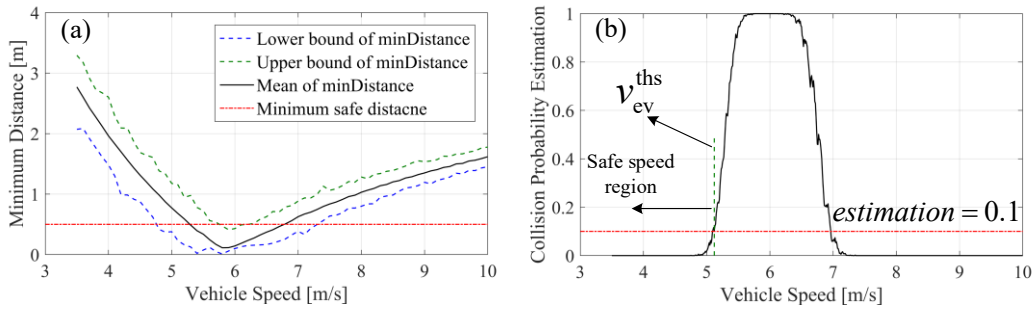 (a)
Minimum Distance [m]
4
3
2
1
0
3 4 5 6 7 8 9 10
Vehicle Speed [m/s]
Lower bound of minDistance
Upper bound of minDistance
Mean of minDistance
Minimum safe distacne
(b)
Collision Probability Estimation
1
0.8
0.6
0.4
0.2
0
3 4 5 6 7 8 9 10
Vehicle Speed [m/s]
v_ev^ths
Safe speed
region
estimation = 0.1